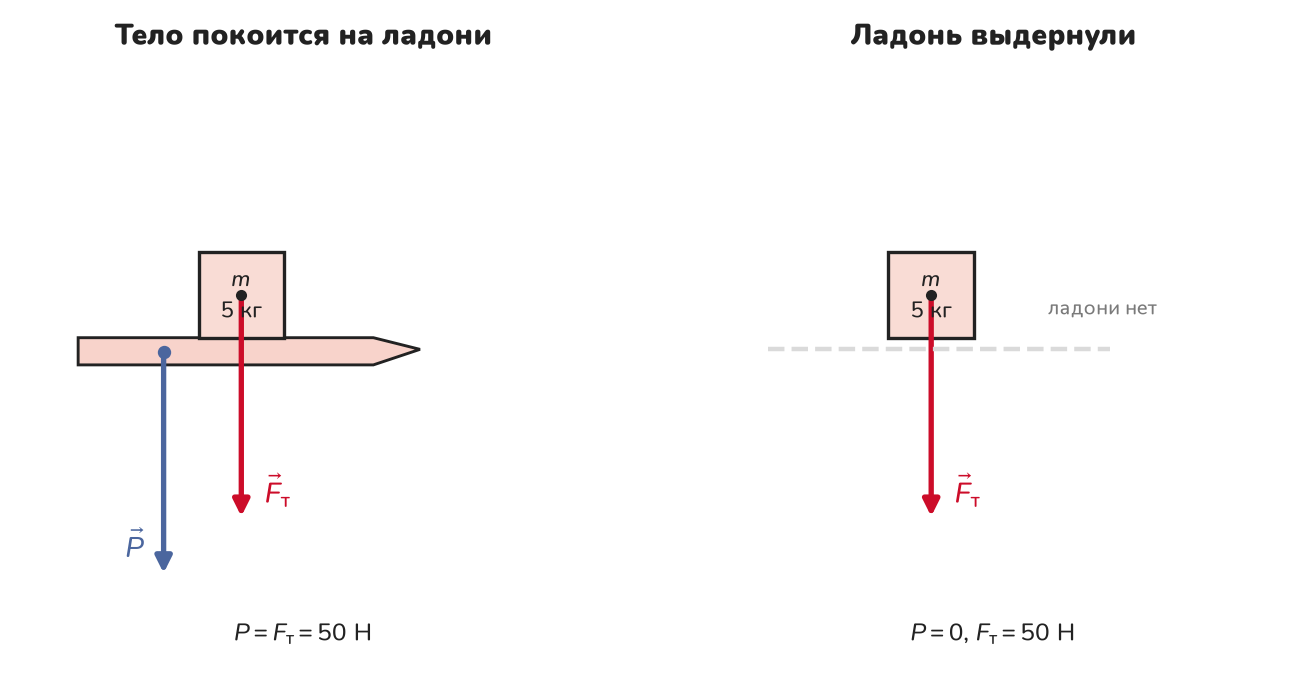 Тело покоится на ладони
m
5 кг
F⃗т
P⃗
P = Fт = 50 Н
Ладонь выдернули
m
5 кг
ладони нет
F⃗т
P = 0, Fт = 50 Н